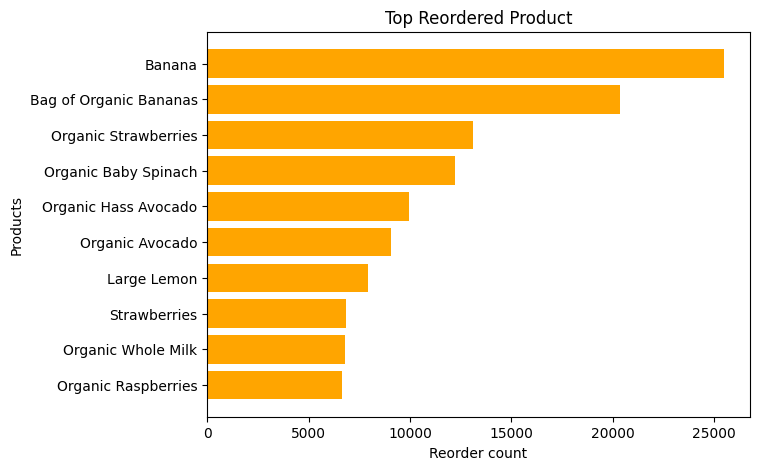 Top Reordered Product
Products
Banana
Bag of Organic Bananas
Organic Strawberries
Organic Baby Spinach
Organic Hass Avocado
Organic Avocado
Large Lemon
Strawberries
Organic Whole Milk
Organic Raspberries
0 5000 10000 15000 20000 25000
Reorder count